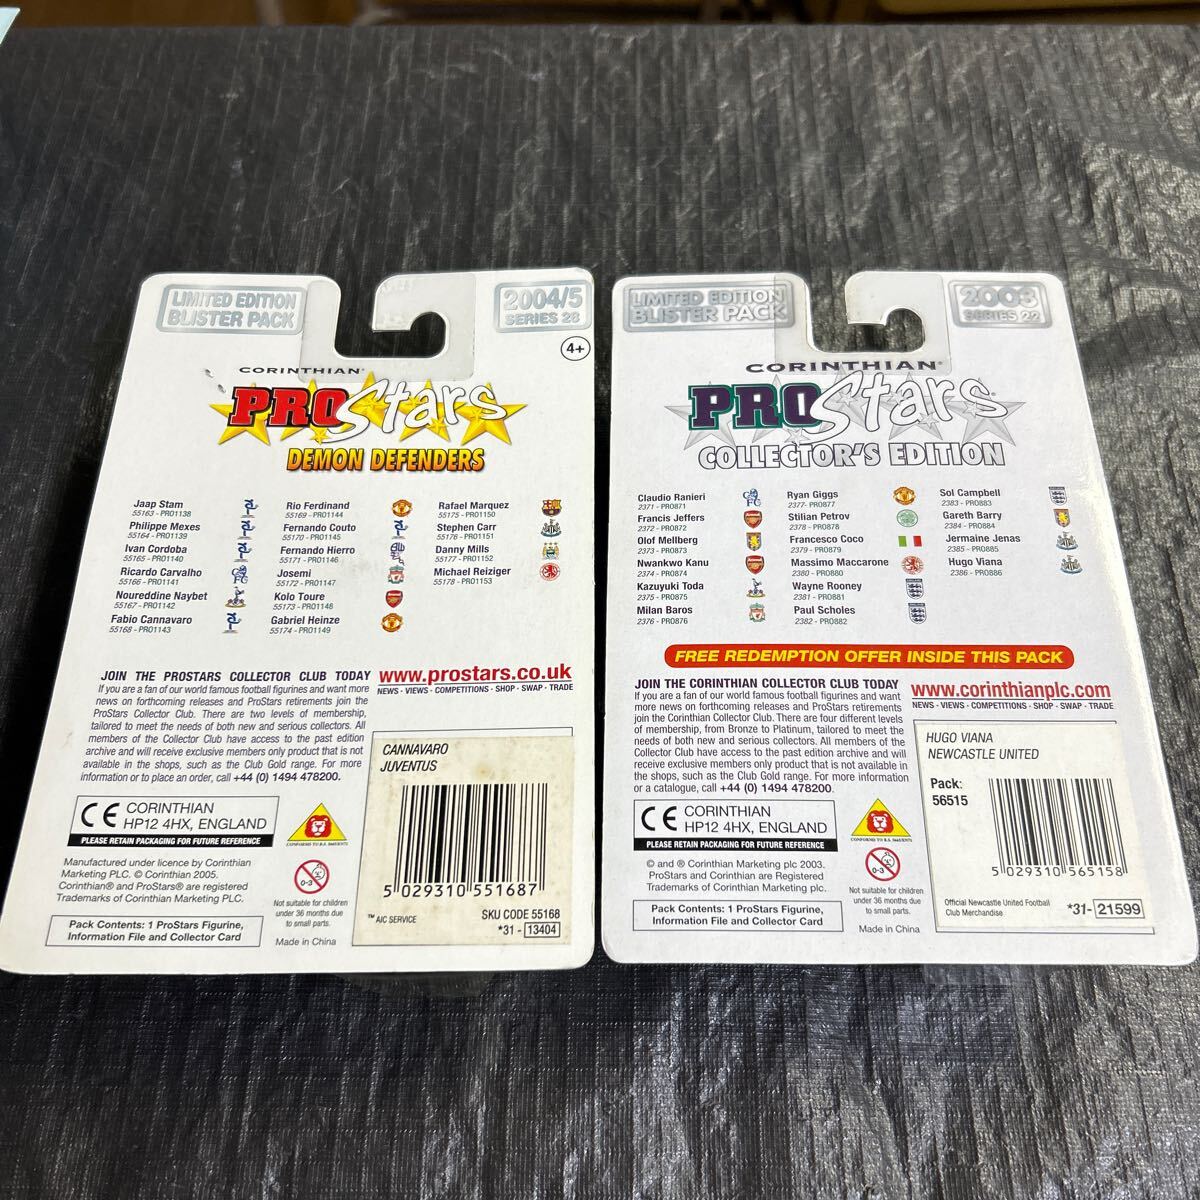 LIMITED EDITION
BLISTER PACK
2004/5
SERIES 28
4+
CORINTHIAN
PROStars
DEMON DEFENDERS
Jaap Stam
55163 - PRO1138
Philippe Mexes
55164 - PRO1139
Ivan Cordoba
55165 - PRO1140
Ricardo Carvalho
55166 - PRO1141
Noureddine Naybet
55167 - PRO1142
Fabio Cannavaro
55168 - PRO1143
Rio Ferdinand
55169 - PRO1144
Fernando Couto
55170 - PRO1145
Fernando Hierro
55171 - PRO1146
Josemi
55172 - PRO1147
Kolo Toure
55173 - PRO1148
Gabriel Heinze
55174 - PRO1149
Rafael Marquez
55175 - PRO1150
Stephen Carr
55176 - PRO1151
Danny Mills
55177 - PRO1152
Michael Reiziger
55178 - PRO1153
JOIN THE PROSTARS COLLECTOR CLUB TODAY
If you are a fan of our world famous football figurines and want more
news on forthcoming releases and ProStars retirements join the
ProStars Collector Club. There are two levels of membership,
tailored to meet the needs of both new and serious collectors. All
members of the Collector Club have access to the past edition
archive and will receive exclusive members only product that is not
available in the shops, such as the Club Gold range. For more
information or to place an order, call +44 (0) 1494 478200.
www.prostars.co.uk
NEWS - VIEWS - COMPETITIONS - SHOP - SWAP - TRADE
CE CORINTHIAN
HP12 4HX, ENGLAND
PLEASE RETAIN PACKAGING FOR FUTURE REFERENCE
Manufactured under licence by Corinthian
Marketing PLC. © Corinthian 2005.
Corinthian® and ProStars® are registered
Trademarks of Corinthian Marketing PLC.
Pack Contents: 1 ProStars Figurine,
Information File and Collector Card
0-3
Not suitable for children
under 36 months due
to small parts.
Made in China
CANNAVARO
JUVENTUS
5 029310 551687
™ AIC SERVICE
SKU CODE 55168
*31 - 13404
LIMITED EDITION
BLISTER PACK
2003
SERIES 22
CORINTHIAN®
PROStars
COLLECTOR'S EDITION
Claudio Ranieri
2371 - PRO871
Francis Jeffers
2372 - PRO872
Olof Mellberg
2373 - PRO873
Nwankwo Kanu
2374 - PRO874
Kazuyuki Toda
2375 - PRO875
Milan Baros
2376 - PRO876
Ryan Giggs
2377 - PRO877
Stilian Petrov
2378 - PRO878
Francesco Coco
2379 - PRO879
Massimo Maccarone
2380 - PRO880
Wayne Rooney
2381 - PRO881
Paul Scholes
2382 - PRO882
Sol Campbell
2383 - PRO883
Gareth Barry
2384 - PRO884
Jermaine Jenas
2385 - PRO885
Hugo Viana
2386 - PRO886
FREE REDEMPTION OFFER INSIDE THIS PACK
JOIN THE CORINTHIAN COLLECTOR CLUB TODAY
If you are a fan of our world famous football figurines and want
more news on forthcoming releases and ProStars retirements
join the Corinthian Collector Club. There are four different levels
of membership, from Bronze to Platinum, tailored to meet the
needs of both new and serious collectors. All members of the
Collector Club have access to the past edition archive and will
receive exclusive members only product that is not available in
the shops, such as the Club Gold range. For more information
or a catalogue, call +44 (0) 1494 478200.
www.corinthianplc.com
NEWS - VIEWS - COMPETITIONS - SHOP - SWAP - TRADE
CE CORINTHIAN
HP12 4HX, ENGLAND
PLEASE RETAIN PACKAGING FOR FUTURE REFERENCE
© and ® Corinthian Marketing plc 2003.
ProStars and Corinthian are Registered
Trademarks of Corinthian Marketing plc.
Pack Contents: 1 ProStars Figurine,
Information File and Collector Card
0-3
Not suitable for children
under 36 months due
to small parts.
Made in China
HUGO VIANA
NEWCASTLE UNITED
Pack:
56515
5 029310 565158
Official Newcastle United Football
Club Merchandise
*31- 21599